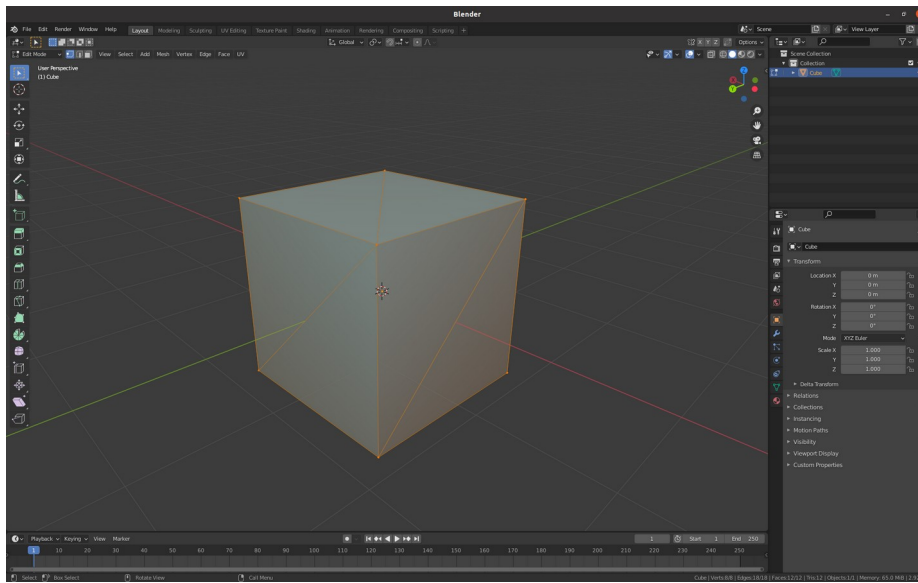 Blender
File Edit Render Window Help Layout Modeling Sculpting UV Editing Texture Paint Shading Animation Rendering Compositing Scripting + Scene View Layer
Global Options
Edit Mode View Select Add Mesh Vertex Edge Face UV
X Y Z
User Perspective
(1) Cube
Scene Collection
Collection
Cube
Cube
Cube
Transform
Location X 0 m
Y 0 m
Z 0 m
Rotation X 0°
Y 0°
Z 0°
Mode XYZ Euler
Scale X 1.000
Y 1.000
Z 1.000
Delta Transform
Relations
Collections
Instancing
Motion Paths
Visibility
Viewport Display
Custom Properties
Playback Keying View Marker 1 Start 1 End 250
1 10 20 30 40 50 60 70 80 90 100 110 120 130 140 150 160 170 180 190 200 210 220 230 240 250
Select Box Select Rotate View Call Menu Cube | Verts:8/8 | Edges:18/18 | Faces:12/12 | Tris:12 | Objects:1/1 | Memory: 65.0 MiB